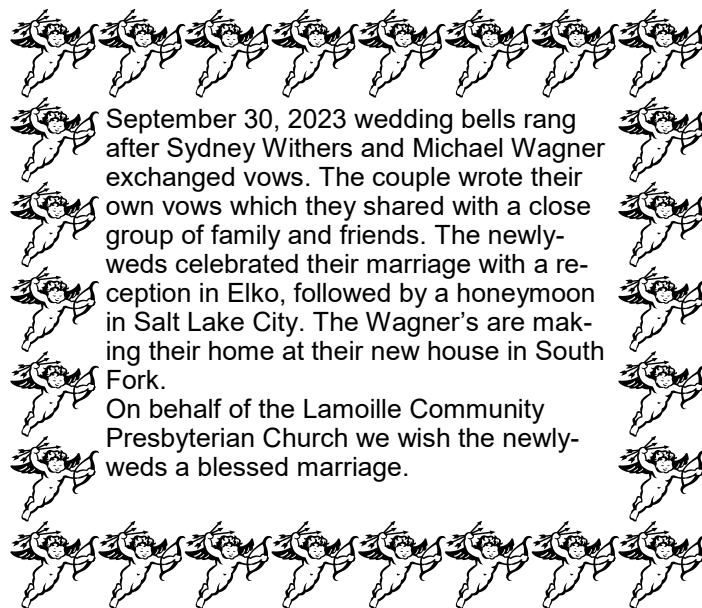 September 30, 2023 wedding bells rang
after Sydney Withers and Michael Wagner
exchanged vows. The couple wrote their
own vows which they shared with a close
group of family and friends. The newly-
weds celebrated their marriage with a re-
ception in Elko, followed by a honeymoon
in Salt Lake City. The Wagner’s are mak-
ing their home at their new house in South
Fork.
On behalf of the Lamoille Community
Presbyterian Church we wish the newly-
weds a blessed marriage.